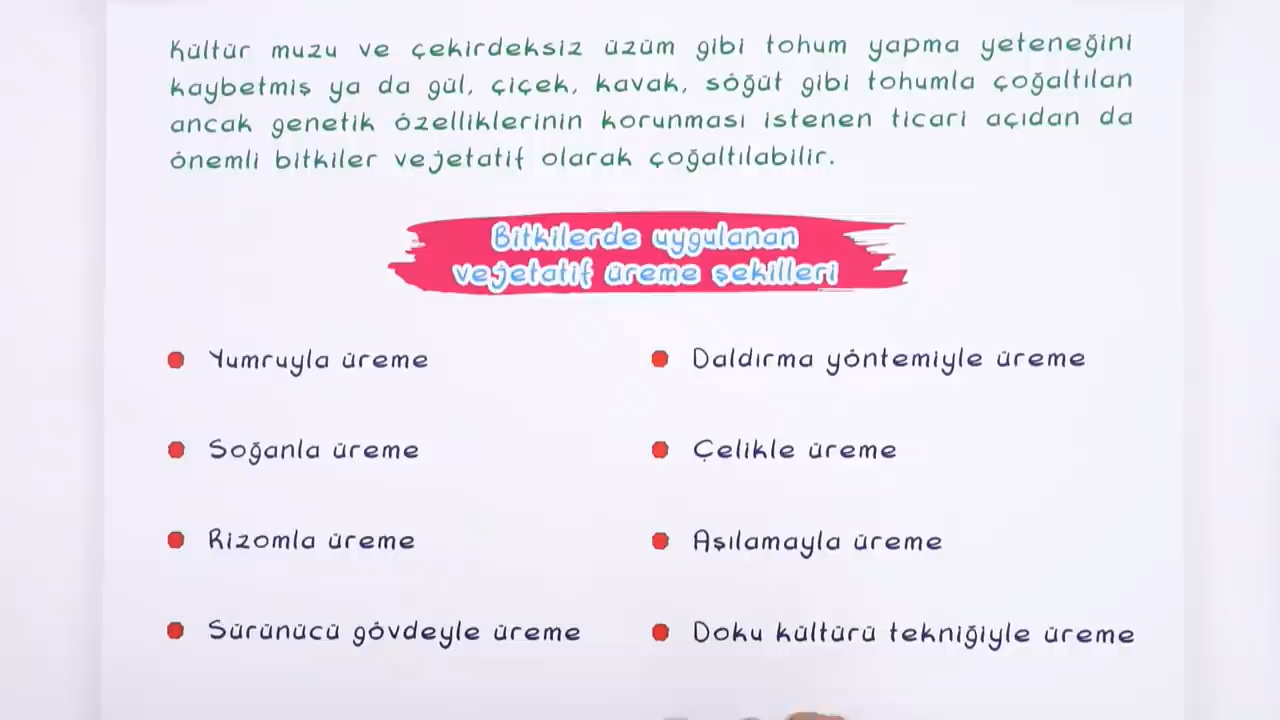 Kültür muzu ve çekirdeksiz üzüm gibi tohum yapma yeteneğini
kaybetmiş ya da gül, çiçek, kavak, söğüt gibi tohumla çoğaltılan
ancak genetik özelliklerinin korunması istenen ticari açıdan da
önemli bitkiler vejetatif olarak çoğaltılabilir.
Bitkilerde uygulanan
vejetatif üreme şekilleri
Yumruyla üreme
Soğanla üreme
Rizomla üreme
Sürünücü gövdeyle üreme
Daldırma yöntemiyle üreme
Çelikle üreme
Aşılamayla üreme
Doku kültürü tekniğiyle üreme